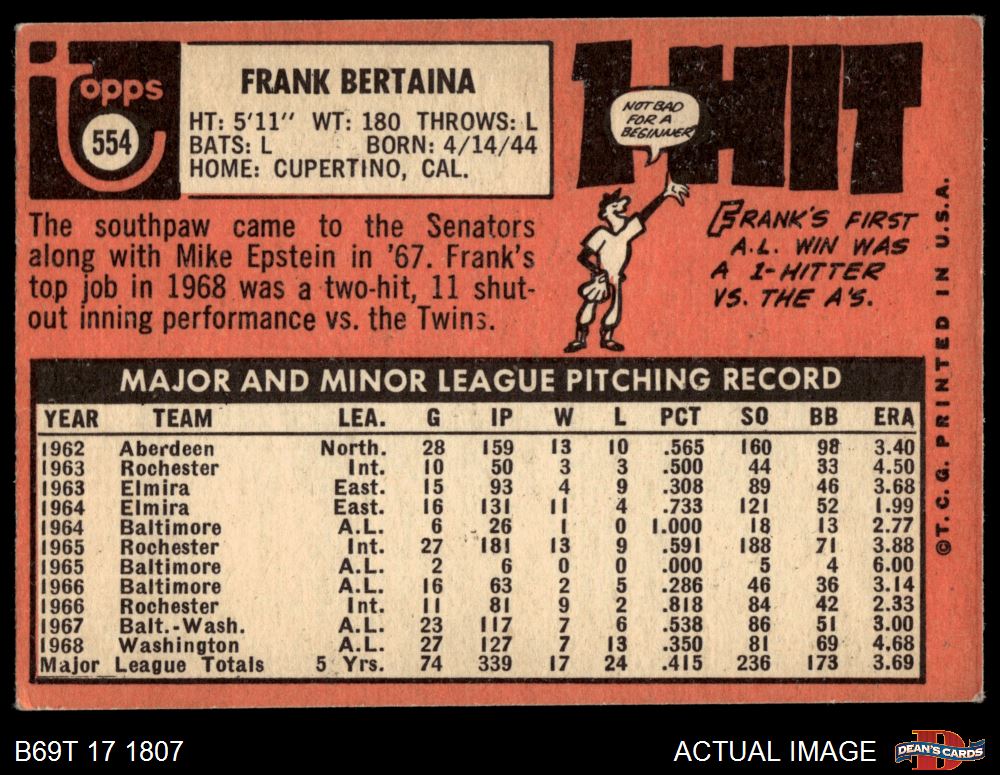 Topps
554
FRANK BERTAINA
HT: 5'11" WT: 180 THROWS: L
BATS: L BORN: 4/14/44
HOME: CUPERTINO, CAL.
1-HIT
NOT BAD
FOR A
BEGINNER
The southpaw came to the Senators
along with Mike Epstein in '67. Frank's
top job in 1968 was a two-hit, 11 shut-
out inning performance vs. the Twins.
FRANK'S FIRST
A.L. WIN WAS
A 1-HITTER
VS. THE A'S.
MAJOR AND MINOR LEAGUE PITCHING RECORD
YEAR TEAM LEA. G IP W L PCT SO BB ERA
1962 Aberdeen North. 28 159 13 10 .565 160 98 3.40
1963 Rochester Int. 10 50 3 3 .500 44 33 4.50
1963 Elmira East. 15 93 4 9 .308 89 46 3.68
1964 Elmira East. 16 131 11 4 .733 121 52 1.99
1964 Baltimore A.L. 6 26 1 0 1.000 18 13 2.77
1965 Rochester Int. 27 181 13 9 .591 188 71 3.88
1965 Baltimore A.L. 2 6 0 0 .000 5 4 6.00
1966 Baltimore A.L. 16 63 2 5 .286 46 36 3.14
1966 Rochester Int. 11 81 9 2 .818 84 42 2.33
1967 Balt.-Wash. A.L. 23 117 7 6 .538 86 51 3.00
1968 Washington A.L. 27 127 7 13 .350 81 69 4.68
Major League Totals 5 Yrs. 74 339 17 24 .415 236 173 3.69
©T.C.G. PRINTED IN U.S.A.
B69T 17 1807
ACTUAL IMAGE
D
DEAN'S CARDS